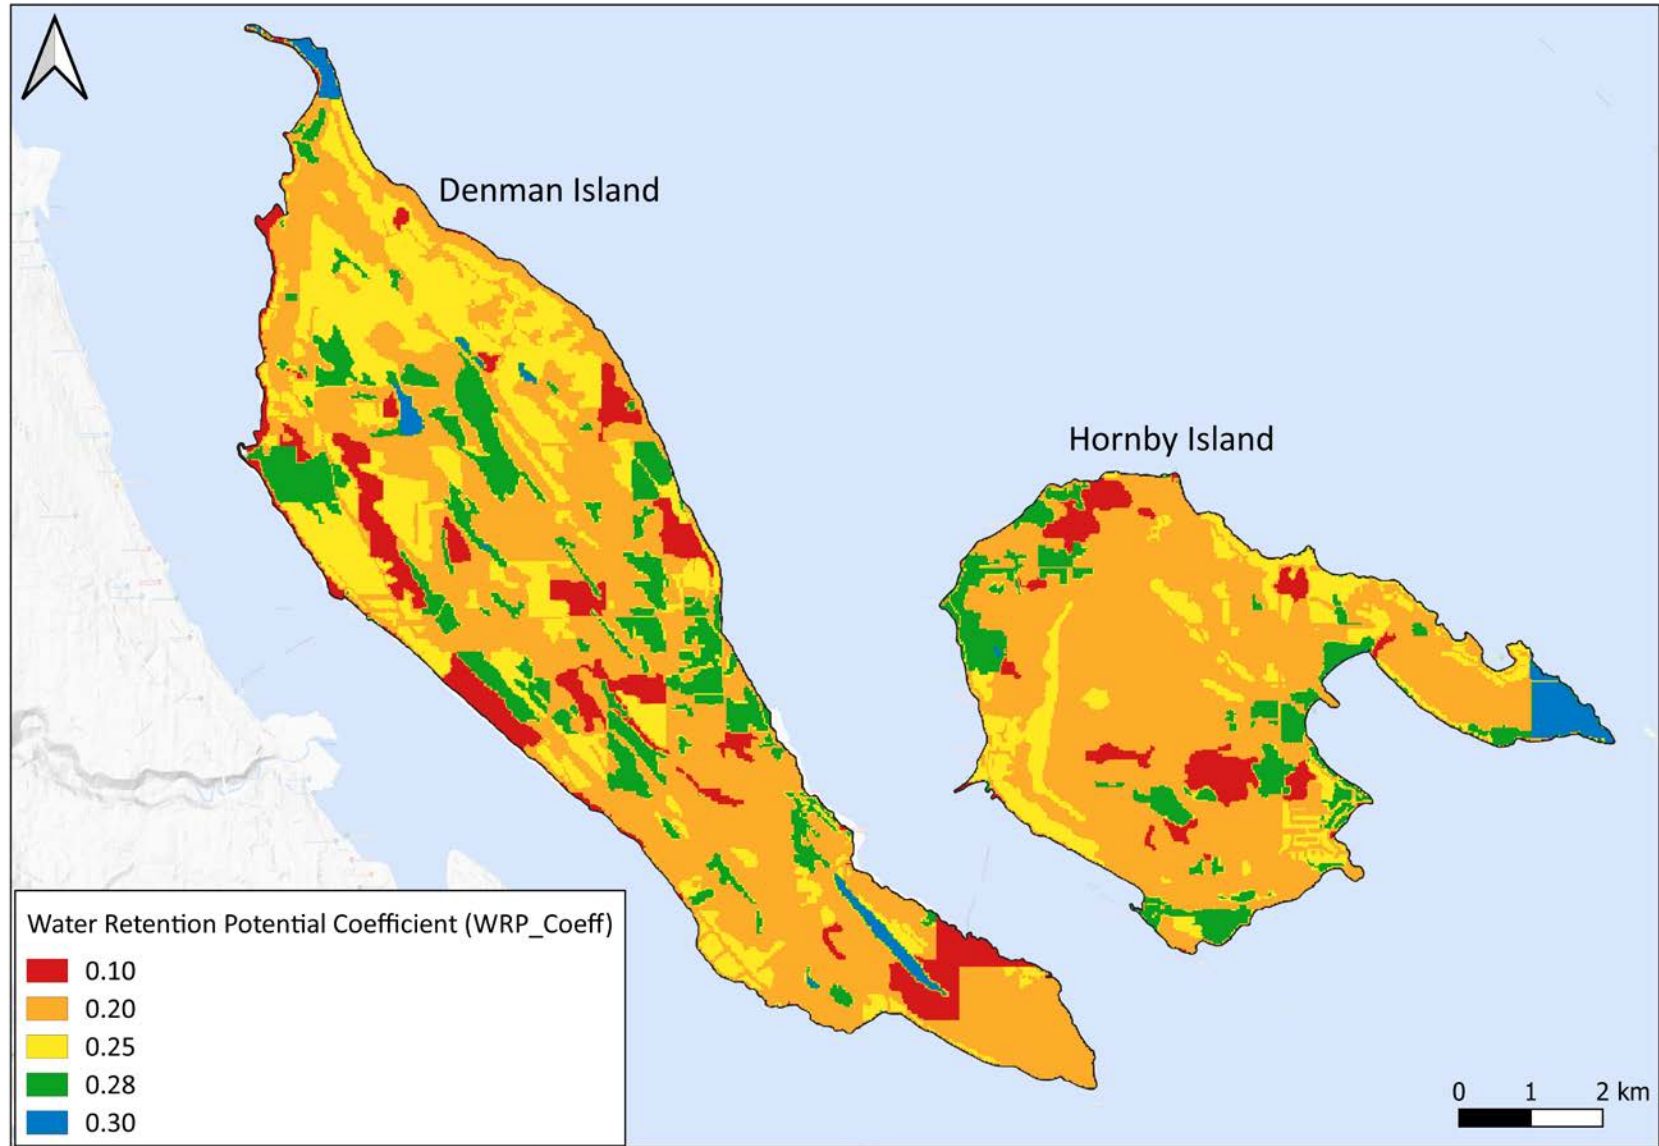 Denman Island
Hornby Island
Water Retention Potential Coefficient (WRP_Coeff)
0.10
0.20
0.25
0.28
0.30
0 1 2 km